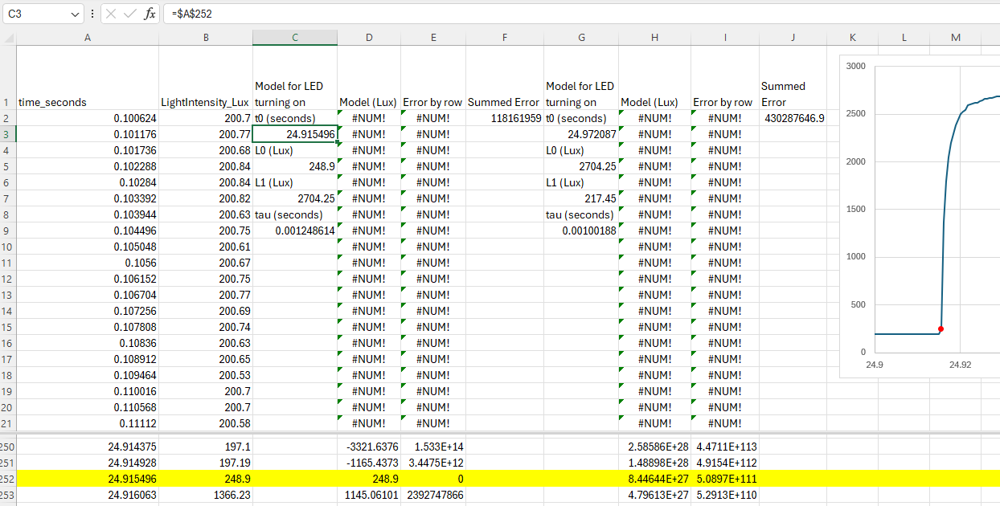 C3 fx =$A$252
A B C D E F G H I J K L M
Model for LED Model for LED Summed
1 time_seconds LightIntensity_Lux turning on Model (Lux) Error by row Summed Error turning on Model (Lux) Error by row Error
2 0.100624 200.7 t0 (seconds) #NUM! #NUM! 118161959 t0 (seconds) #NUM! #NUM! 430287646.9
3 0.101176 200.77 24.915496 #NUM! #NUM! 24.972087 #NUM! #NUM!
4 0.101736 200.68 L0 (Lux) #NUM! #NUM! L0 (Lux) #NUM! #NUM!
5 0.102288 200.84 248.9 #NUM! #NUM! 2704.25 #NUM! #NUM!
6 0.10284 200.84 L1 (Lux) #NUM! #NUM! L1 (Lux) #NUM! #NUM!
7 0.103392 200.82 2704.25 #NUM! #NUM! 217.45 #NUM! #NUM!
8 0.103944 200.63 tau (seconds) #NUM! #NUM! tau (seconds) #NUM! #NUM!
9 0.104496 200.75 0.001248614 #NUM! #NUM! 0.00100188 #NUM! #NUM!
10 0.105048 200.61 #NUM! #NUM! #NUM! #NUM!
11 0.1056 200.67 #NUM! #NUM! #NUM! #NUM!
12 0.106152 200.75 #NUM! #NUM! #NUM! #NUM!
13 0.106704 200.77 #NUM! #NUM! #NUM! #NUM!
14 0.107256 200.69 #NUM! #NUM! #NUM! #NUM!
15 0.107808 200.74 #NUM! #NUM! #NUM! #NUM!
16 0.10836 200.63 #NUM! #NUM! #NUM! #NUM!
17 0.108912 200.65 #NUM! #NUM! #NUM! #NUM!
18 0.109464 200.53 #NUM! #NUM! #NUM! #NUM!
19 0.110016 200.7 #NUM! #NUM! #NUM! #NUM!
20 0.110568 200.7 #NUM! #NUM! #NUM! #NUM!
21 0.11112 200.58 #NUM! #NUM! #NUM! #NUM!
250 24.914375 197.1 -3321.6376 1.533E+14 2.58586E+28 4.4711E+113
251 24.914928 197.19 -1165.4373 3.4475E+12 1.48898E+28 4.9154E+112
252 24.915496 248.9 248.9 0 8.44644E+27 5.0897E+111
253 24.916063 1366.23 1145.06101 2392747866 4.79613E+27 5.2913E+110
3000
2500
2000
1500
1000
500
0
24.9 24.92